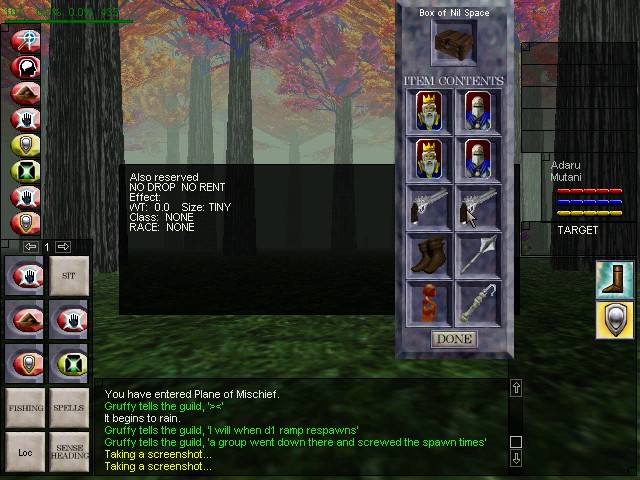 0.0% 435
Box of Nil Space
ITEM CONTENTS
Also reserved
NO DROP NO RENT
Effect:
WT: 0.0 Size: TINY
Class: NONE
RACE: NONE
Adaru
Mutani
TARGET
1
SIT
DONE
FISHING
SPELLS
Loc
SENSE
HEADING
You have entered Plane of Mischief.
Gruffy tells the guild, '><'
It begins to rain.
Gruffy tells the guild, 'I will when d1 ramp respawns'
Gruffy tells the guild, 'a group went down there and screwed the spawn times'
Taking a screenshot...
Taking a screenshot...